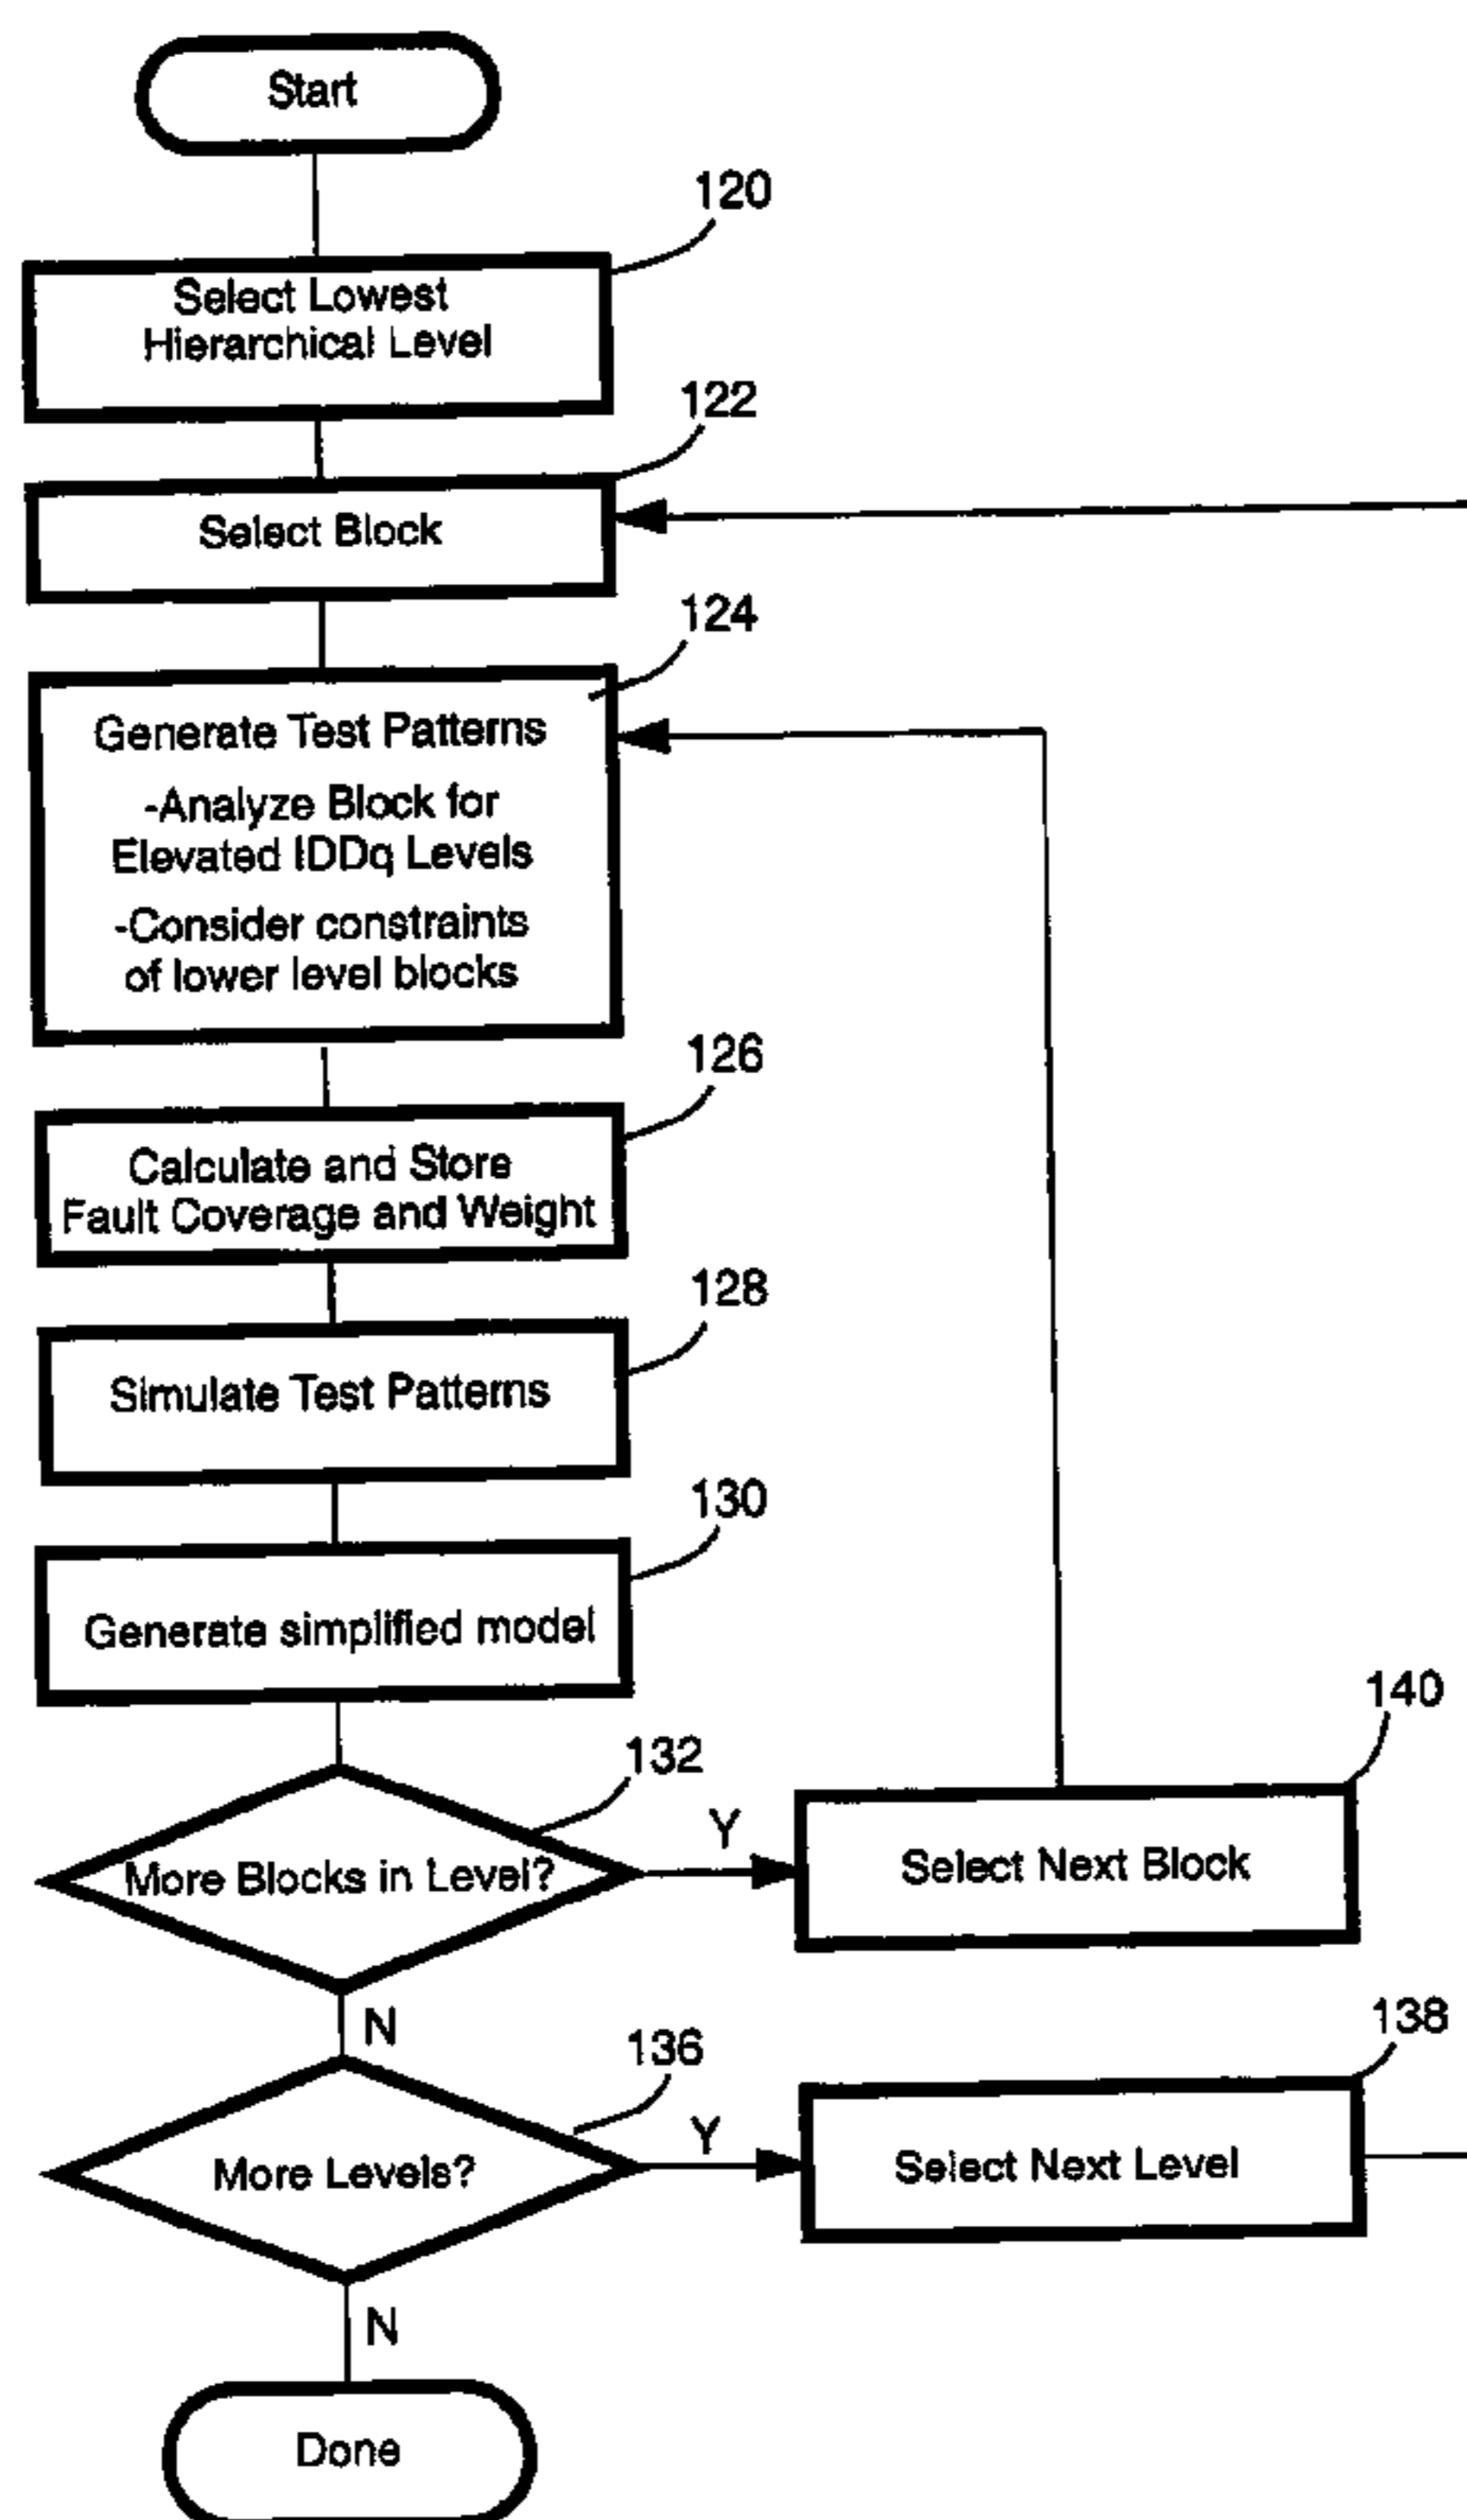 Start
120
Select Lowest
Hierarchical Level
122
Select Block
124
Generate Test Patterns
-Analyze Block for
Elevated IDDq Levels
-Consider constraints
of lower level blocks
126
Calculate and Store
Fault Coverage and Weight
128
Simulate Test Patterns
130
Generate simplified model
140
132
Y
More Blocks in Level?
Select Next Block
N
138
136
Y
More Levels?
Select Next Level
N
Done